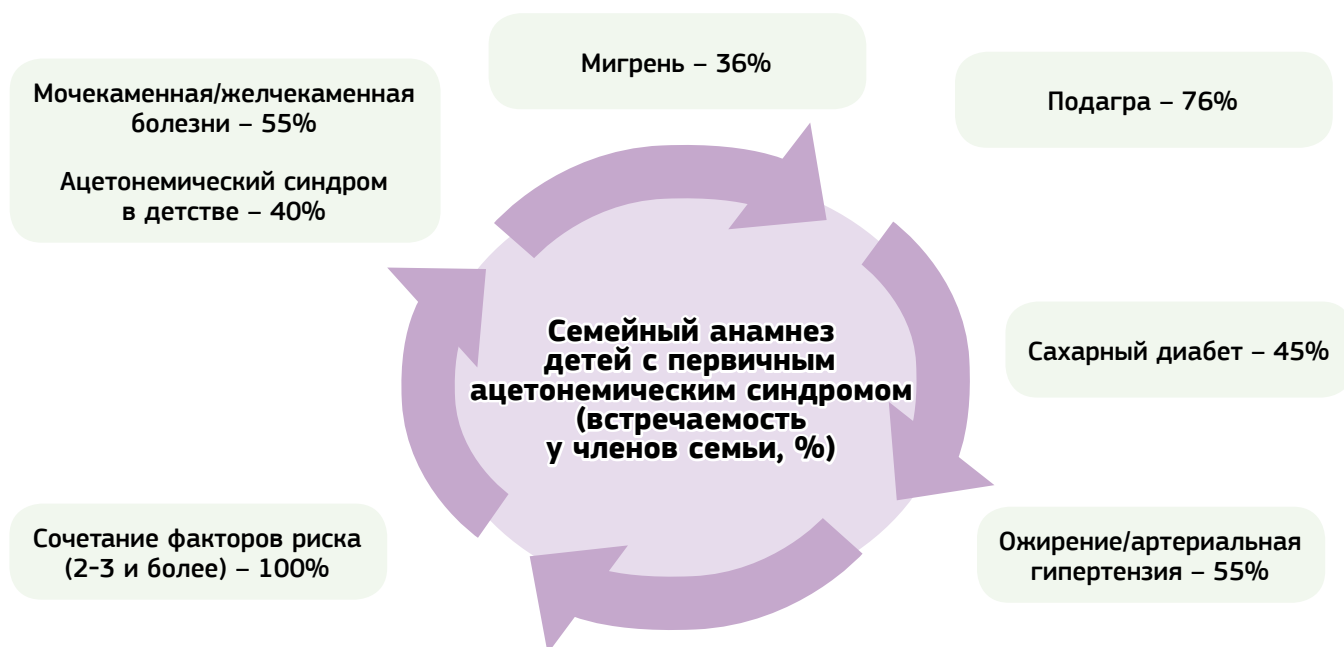 Мигрень – 36%
Мочекаменная/желчекаменная
болезни – 55%
Ацетонемический синдром
в детстве – 40%
Подагра – 76%
Семейный анамнез
детей с первичным
ацетонемическим синдромом
(встречаемость
у членов семьи, %)
Сахарный диабет – 45%
Сочетание факторов риска
(2-3 и более) – 100%
Ожирение/артериальная
гипертензия – 55%